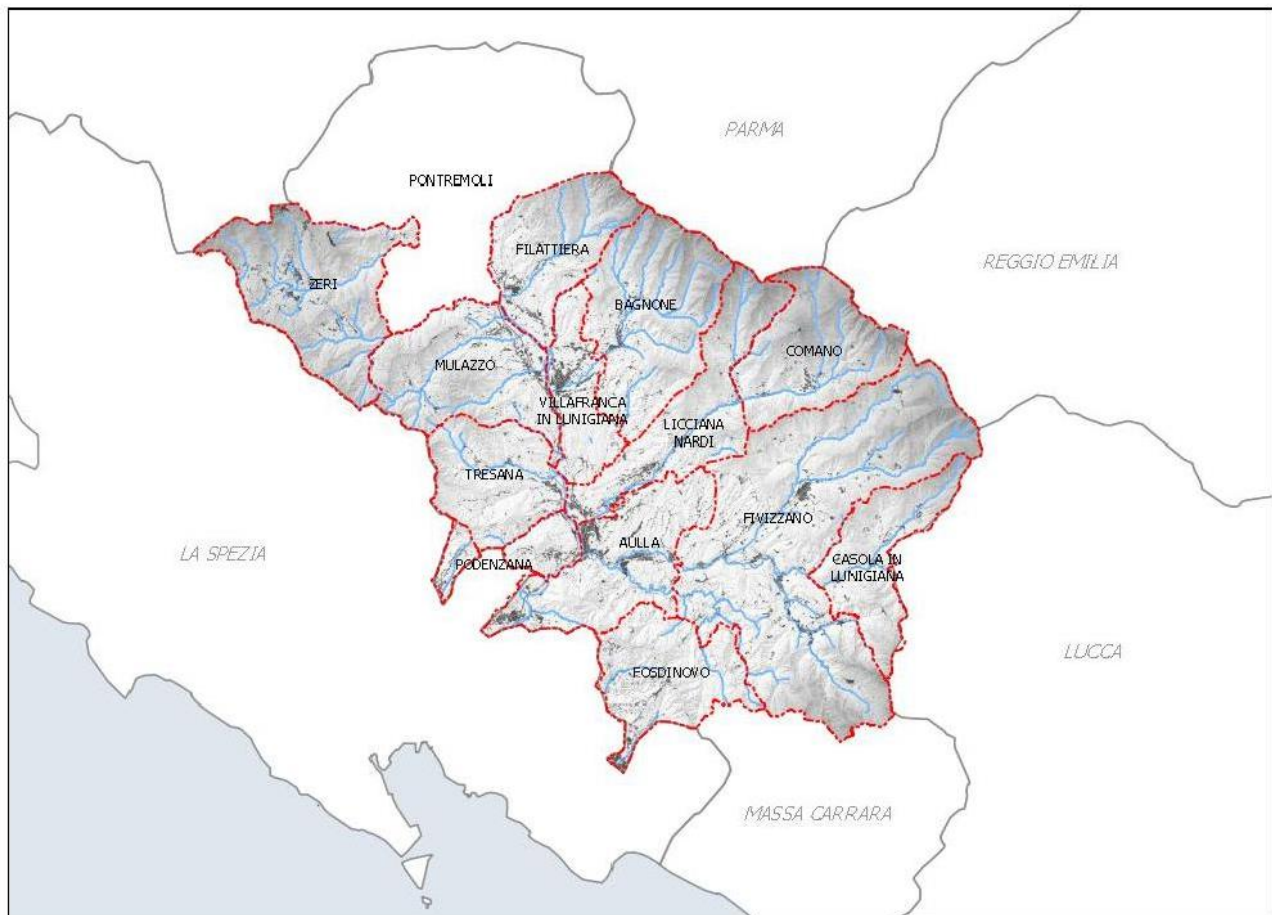 PARMA
PONTREMOLI
FILATTIERA
REGGIO EMILIA
ZERI
BAGNONE
COMANO
MULAZZO
VILLAFRANCA
IN LUNIGIANA
LICCIANA
NARDI
TRESANA
FIVIZZANO
AULLA
LA SPEZIA
PODENZANA
CASOLA IN
LUNIGIANA
LUCCA
FOSDINOVO
MASSA CARRARA